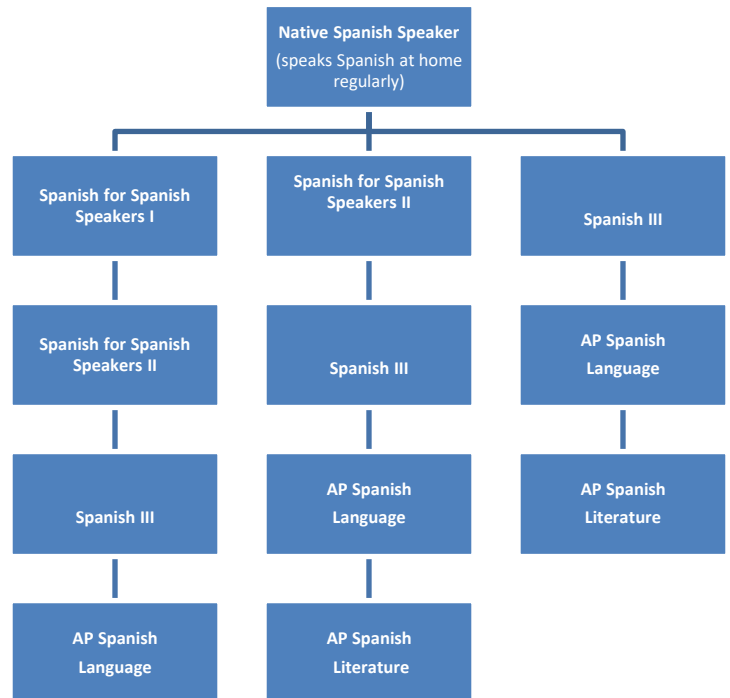 Native Spanish Speaker
(speaks Spanish at home
regularly)
Spanish for Spanish
Speakers I
Spanish for Spanish
Speakers II
Spanish III
Spanish for Spanish
Speakers II
Spanish III
AP Spanish
Language
Spanish III
AP Spanish
Language
AP Spanish
Literature
AP Spanish
Language
AP Spanish
Literature